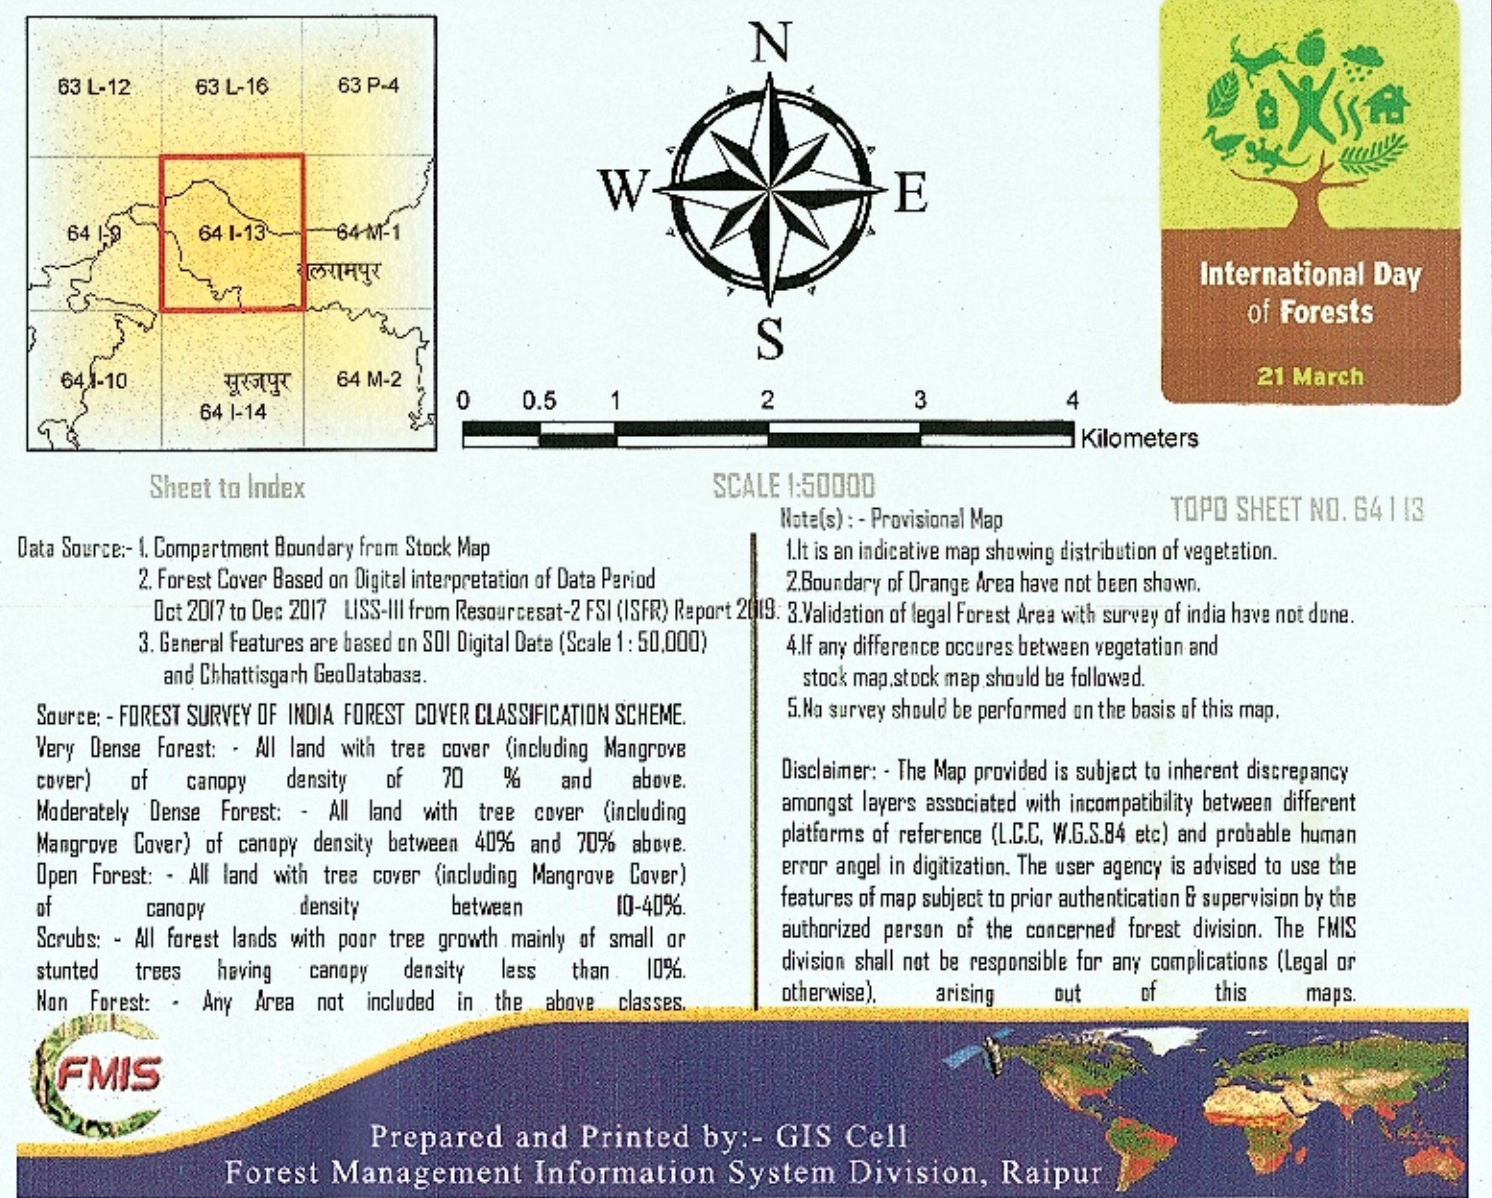 63 L-12 63 L-16 63 P-4
64 I-9 64 I-13 64 M-1
बलरामपुर
64 I-10 सूरजपुर 64 M-2
64 I-14
Sheet to Index
N
W E
S
0 0.5 1 2 3 4
Kilometers
SCALE 1:50000
International Day
of Forests
21 March
TOPO SHEET NO. 64 I 13
Data Source:- 1. Compartment Boundary from Stock Map
2. Forest Cover Based on Digital interpretation of Data Period
Oct 2017 to Dec 2017 LISS-III from Resourcesat-2 FSI (ISFR) Report 2019.
3. General Features are based on SOI Digital Data (Scale 1 : 50,000)
and Chhattisgarh GeoDatabase.
Source: - FOREST SURVEY OF INDIA FOREST COVER CLASSIFICATION SCHEME.
Very Dense Forest: - All land with tree cover (including Mangrove
cover) of canopy density of 70 % and above.
Moderately Dense Forest: - All land with tree cover (including
Mangrove Cover) of canopy density between 40% and 70% above.
Open Forest: - All land with tree cover (including Mangrove Cover)
of canopy density between 10-40%.
Scrubs: - All forest lands with poor tree growth mainly of small or
stunted trees having canopy density less than 10%.
Non Forest: - Any Area not included in the above classes.
Note(s) : - Provisional Map
1.It is an indicative map showing distribution of vegetation.
2.Boundary of Orange Area have not been shown.
3.Validation of legal Forest Area with survey of india have not done.
4.If any difference occures between vegetation and
stock map,stock map should be followed.
5.No survey should be performed on the basis of this map.
Disclaimer: - The Map provided is subject to inherent discrepancy
amongst layers associated with incompatibility between different
platforms of reference (L.C.C, W.G.S.84 etc) and probable human
error angel in digitization. The user agency is advised to use the
features of map subject to prior authentication & supervision by the
authorized person of the concerned forest division. The FMIS
division shall not be responsible for any complications (Legal or
otherwise), arising out of this maps.
FMIS
Prepared and Printed by:- GIS Cell
Forest Management Information System Division, Raipur